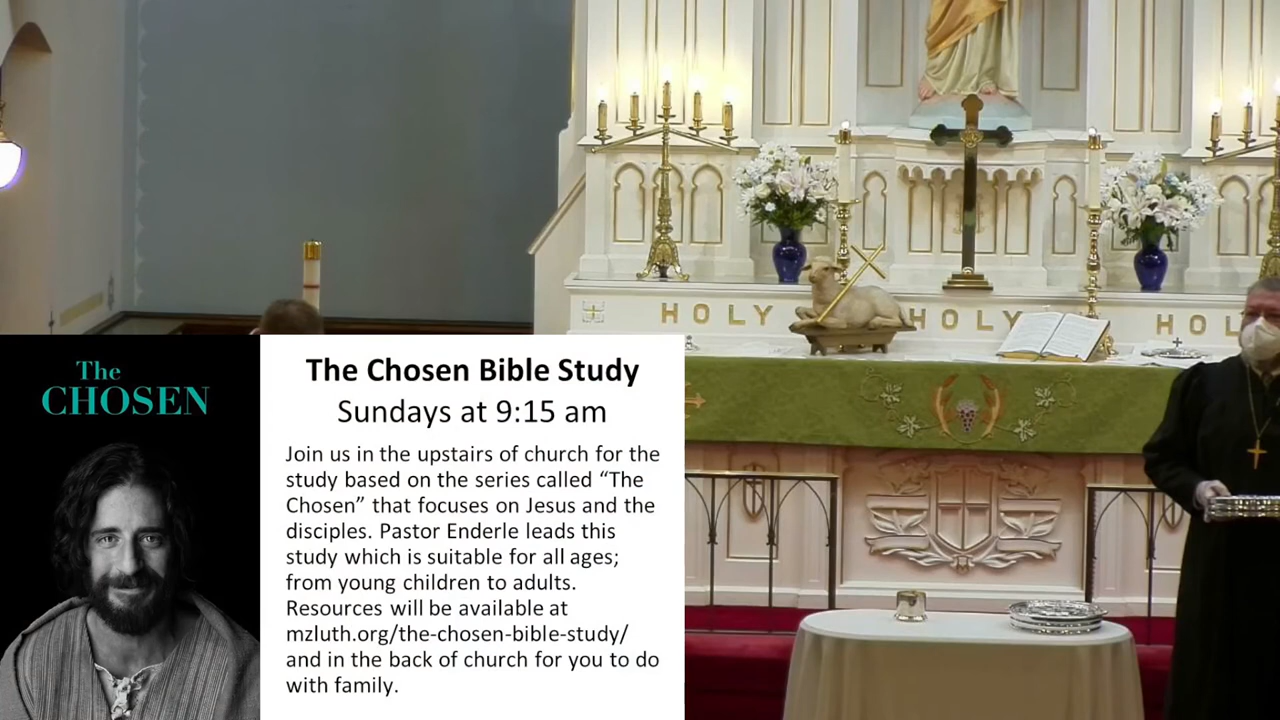 HOLY HOLY HOL
The
CHOSEN
The Chosen Bible Study
Sundays at 9:15 am
Join us in the upstairs of church for the
study based on the series called “The
Chosen” that focuses on Jesus and the
disciples. Pastor Enderle leads this
study which is suitable for all ages;
from young children to adults.
Resources will be available at
mzluth.org/the-chosen-bible-study/
and in the back of church for you to do
with family.